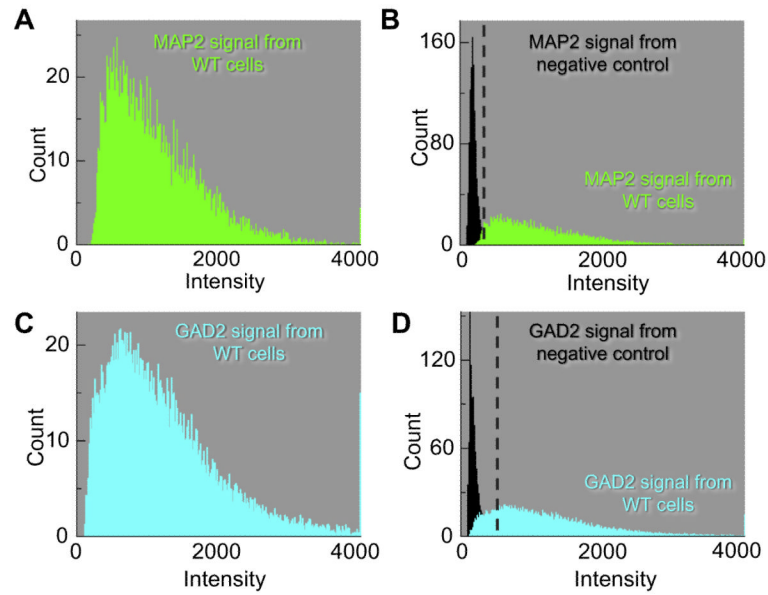 A
MAP2 signal from
WT cells
20
10
0
Count
0 2000 4000
Intensity
B
MAP2 signal from
negative control
MAP2 signal from
WT cells
160
80
0
Count
0 2000 4000
Intensity
C
GAD2 signal from
WT cells
20
10
0
Count
0 2000 4000
Intensity
D
GAD2 signal from
negative control
GAD2 signal from
WT cells
120
60
0
Count
0 2000 4000
Intensity